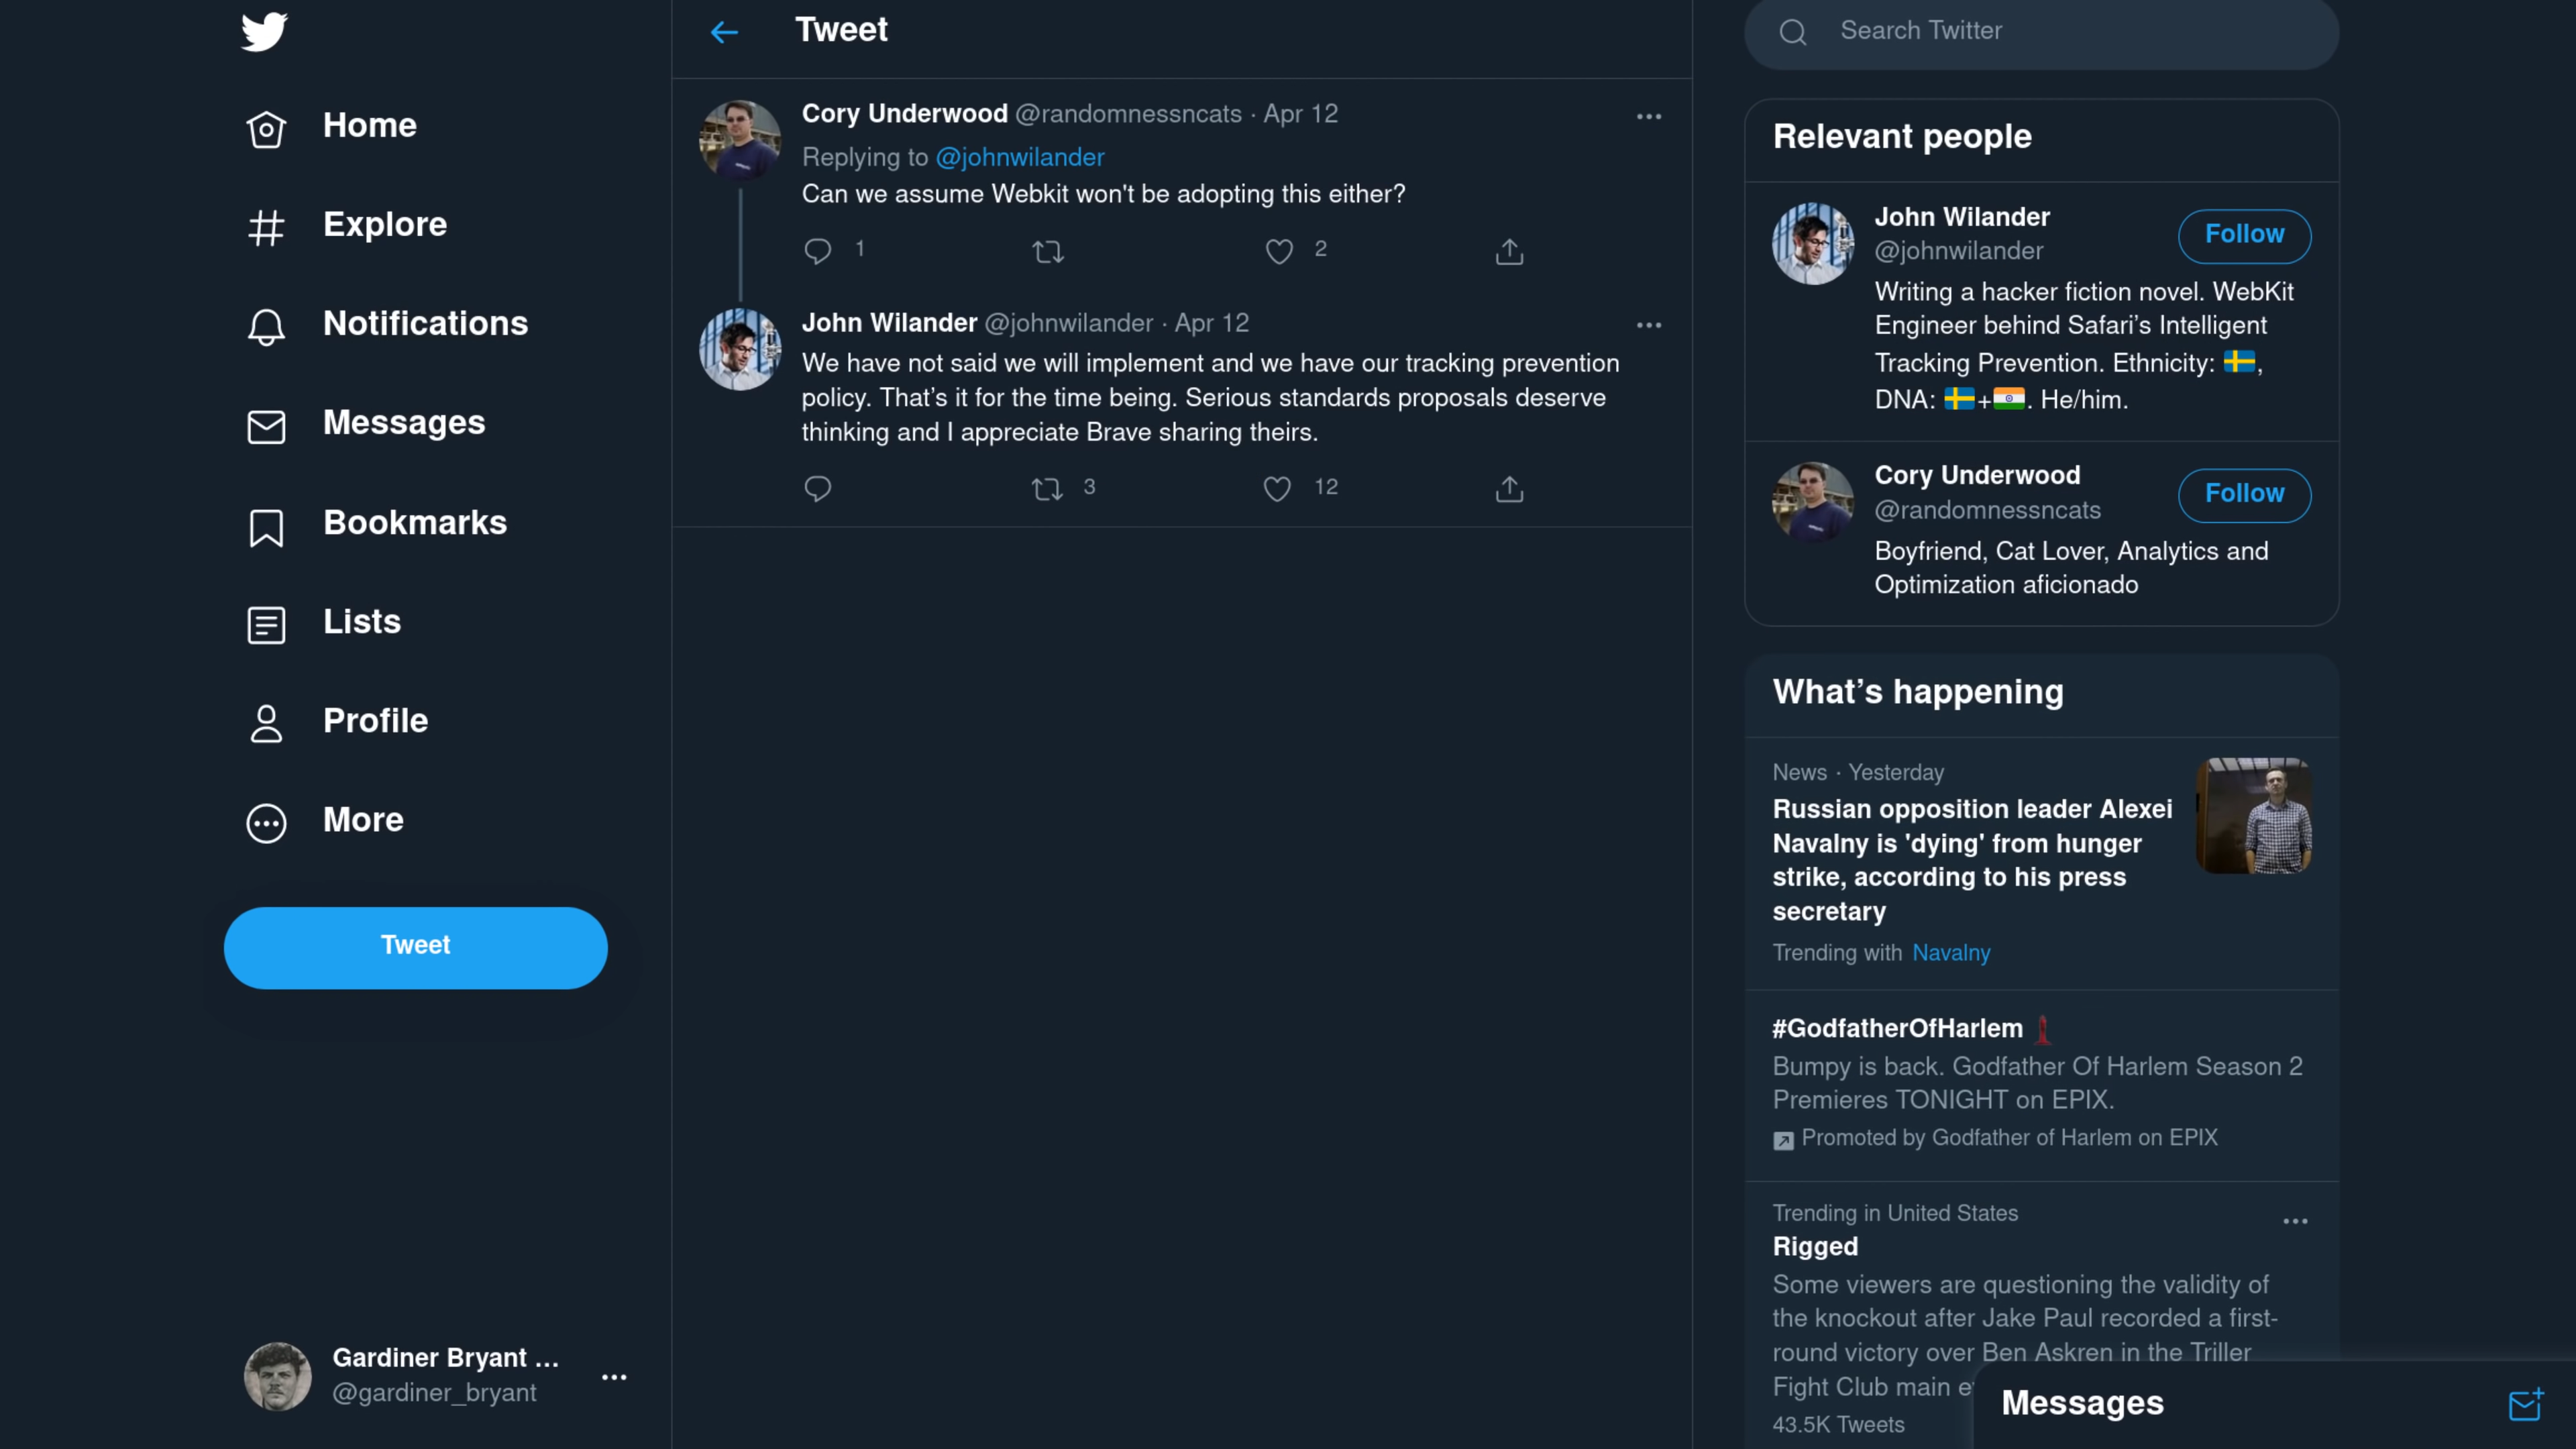 Home
Explore
Notifications
Messages
Bookmarks
Lists
Profile
More
Tweet
Gardiner Bryant ...
@gardiner_bryant
Tweet
Cory Underwood @randomnessncats · Apr 12
Replying to @johnwilander
Can we assume Webkit won't be adopting this either?
1
2
John Wilander @johnwilander · Apr 12
We have not said we will implement and we have our tracking prevention
policy. That’s it for the time being. Serious standards proposals deserve
thinking and I appreciate Brave sharing theirs.
3
12
Search Twitter
Relevant people
John Wilander
@johnwilander
Follow
Writing a hacker fiction novel. WebKit
Engineer behind Safari’s Intelligent
Tracking Prevention. Ethnicity: 🇸🇪,
DNA: 🇸🇪+🇮🇳. He/him.
Cory Underwood
@randomnessncats
Follow
Boyfriend, Cat Lover, Analytics and
Optimization aficionado
What’s happening
News · Yesterday
Russian opposition leader Alexei
Navalny is 'dying' from hunger
strike, according to his press
secretary
Trending with Navalny
#GodfatherOfHarlem
Bumpy is back. Godfather Of Harlem Season 2
Premieres TONIGHT on EPIX.
Promoted by Godfather of Harlem on EPIX
Trending in United States
Rigged
Some viewers are questioning the validity of
the knockout after Jake Paul recorded a first-
round victory over Ben Askren in the Triller
Fight Club main
43.5K Tweets
Messages